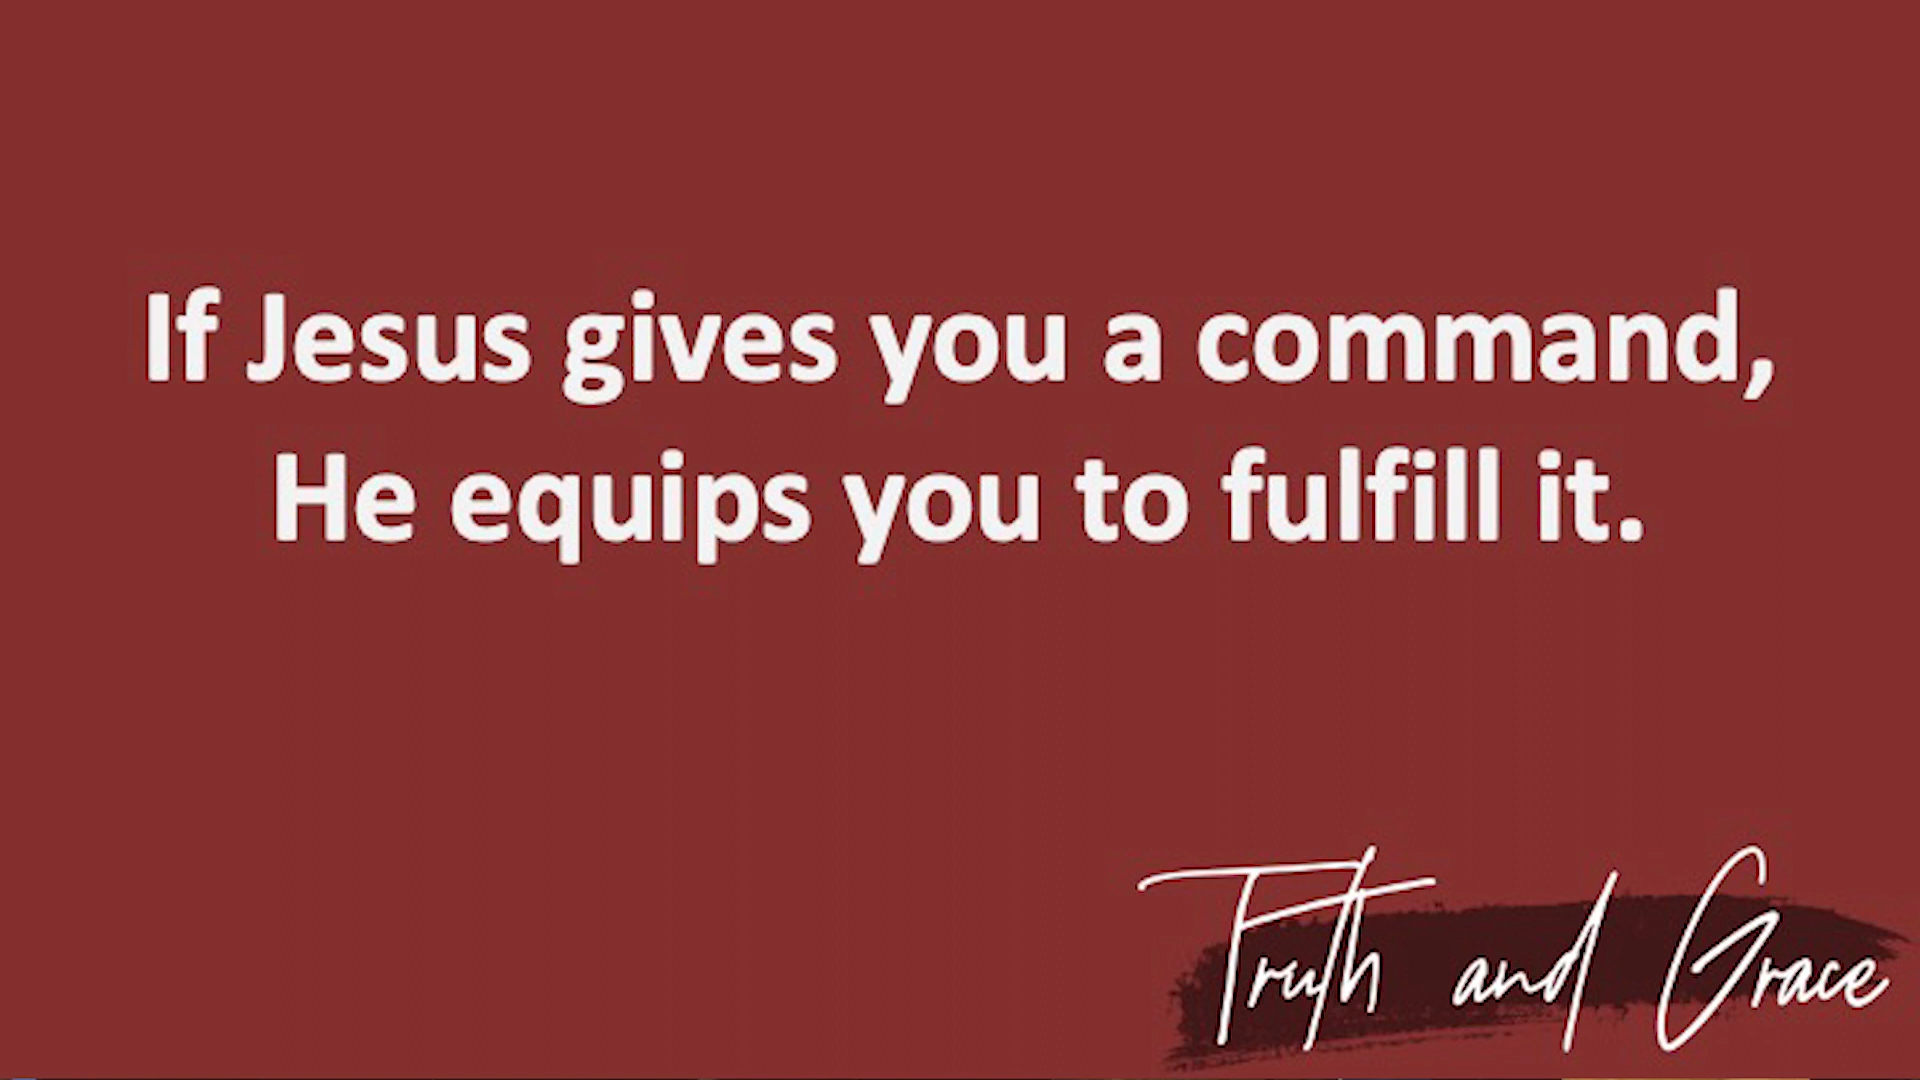 If Jesus gives you a command,
He equips you to fulfill it.
Truth and Grace